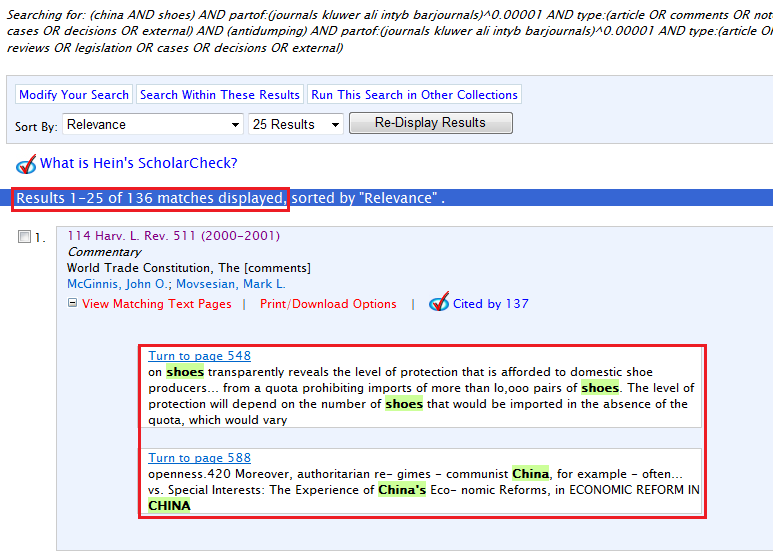 Searching for: (china AND shoes) AND partof:(journals kluwer ali intyb barjournals)^0.00001 AND type:(article OR comments OR
cases OR decisions OR external) AND (antidumping) AND partof:(journals kluwer ali intyb barjournals)^0.00001 AND type:(article
reviews OR legislation OR cases OR decisions OR external)
Modify Your Search Search Within These Results Run This Search in Other Collections
Sort By: Relevance 25 Results Re-Display Results
What is Hein's ScholarCheck?
Results 1-25 of 136 matches displayed, sorted by "Relevance" .
1. 114 Harv. L. Rev. 511 (2000-2001)
Commentary
World Trade Constitution, The [comments]
McGinnis, John O.; Movsesian, Mark L.
View Matching Text Pages | Print/Download Options | Cited by 137
Turn to page 548
on shoes transparently reveals the level of protection that is afforded to domestic shoe
producers... from a quota prohibiting imports of more than lo,ooo pairs of shoes. The level of
protection will depend on the number of shoes that would be imported in the absence of the
quota, which would vary
Turn to page 588
openness.420 Moreover, authoritarian re- gimes - communist China, for example - often...
vs. Special Interests: The Experience of China's Eco- nomic Reforms, in ECONOMIC REFORM IN
CHINA